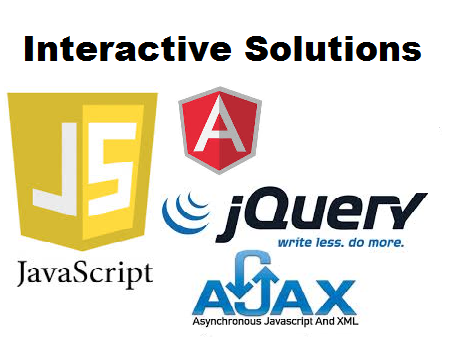 Interactive Solutions
JS
JavaScript
A
jQuery
write less. do more.
AJAX
Asynchronous Javascript And XML